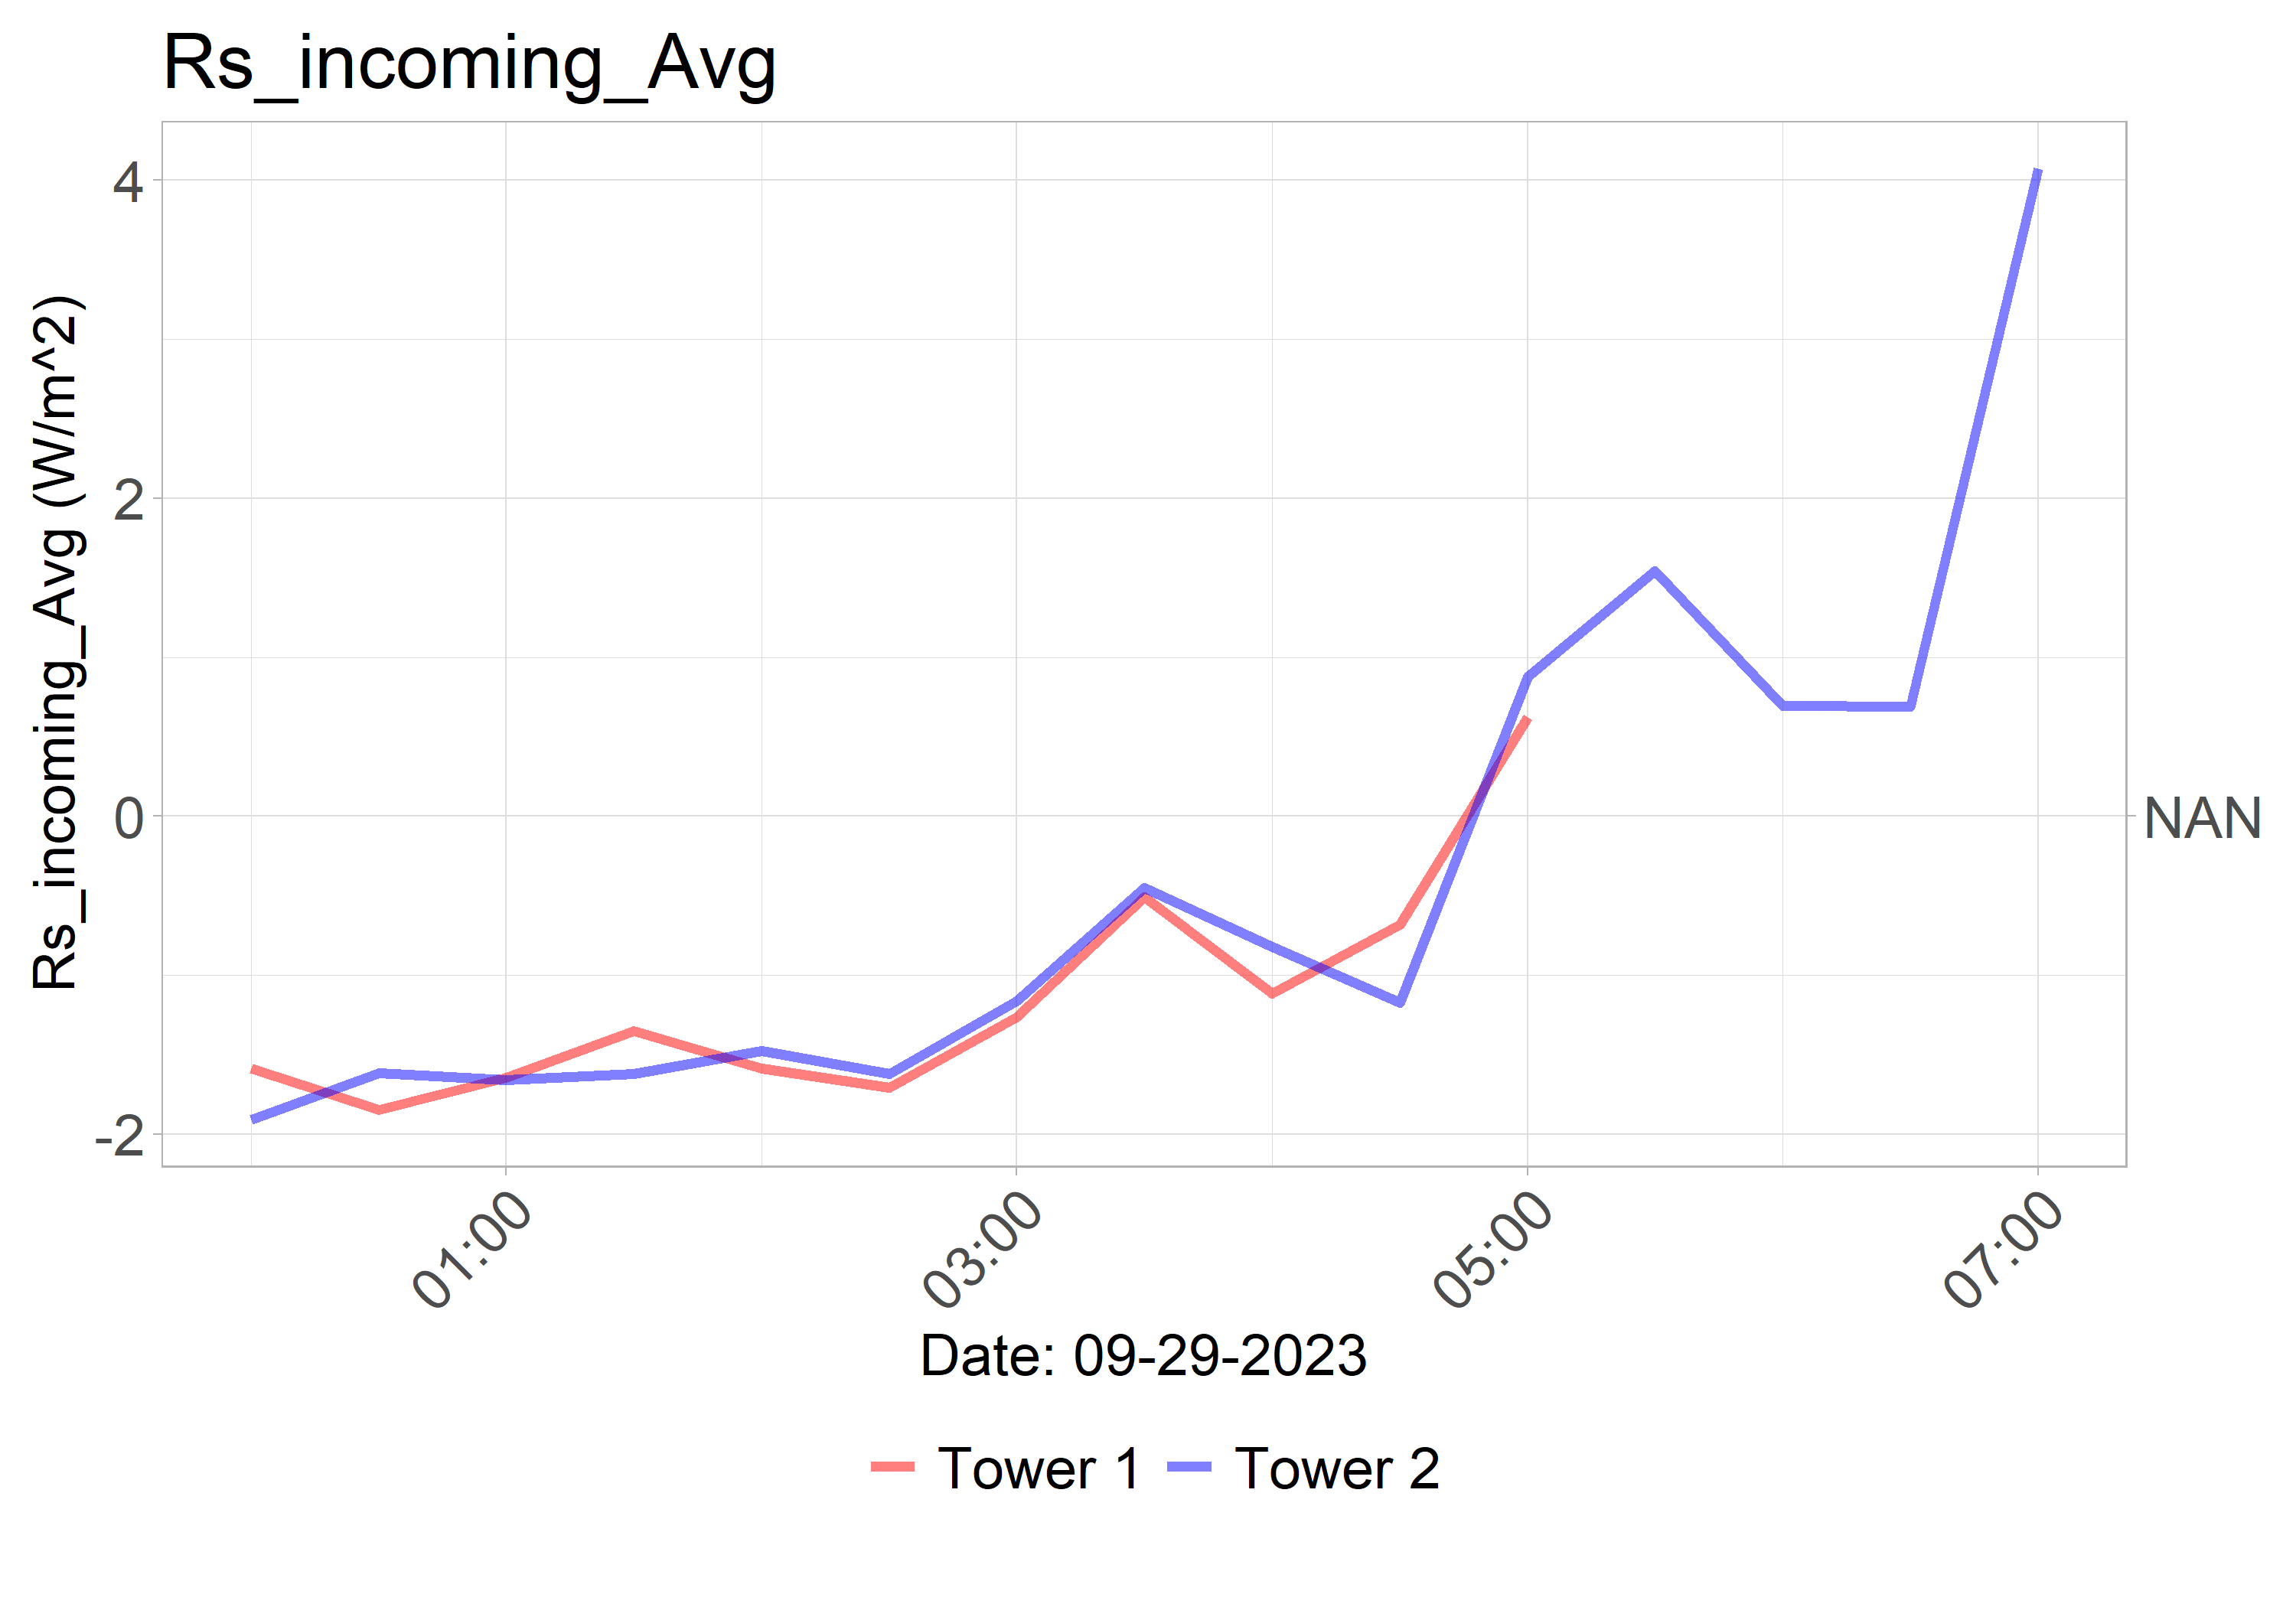 Rs_incoming_Avg
Rs_incoming_Avg (W/m^2)
4
2
0
-2
NAN
01:00
03:00
05:00
07:00
Date: 09-29-2023
Tower 1
Tower 2